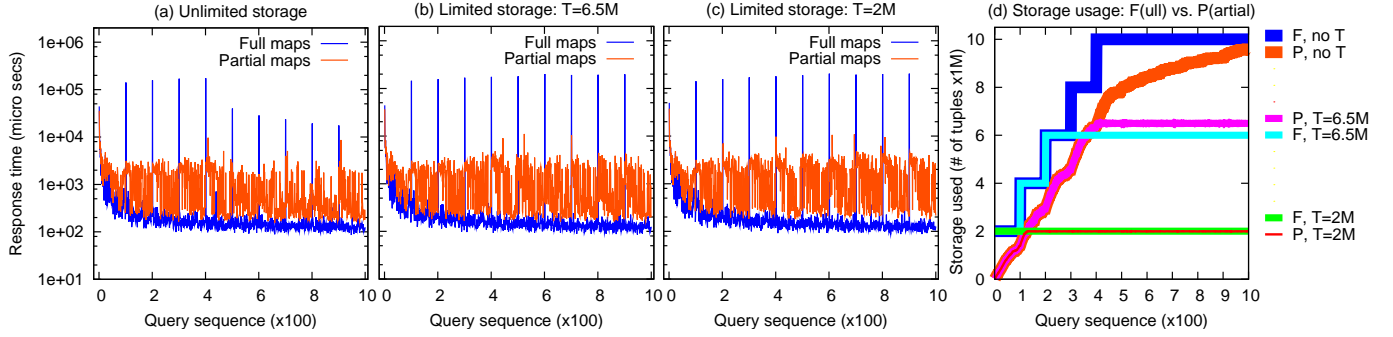 (a) Unlimited storage
Response time (micro secs)
1e+06
1e+05
1e+04
1e+03
1e+02
1e+01
Full maps
Partial maps
0 2 4 6 8 10
Query sequence (x100)
(b) Limited storage: T=6.5M
Full maps
Partial maps
0 2 4 6 8 10
Query sequence (x100)
(c) Limited storage: T=2M
Full maps
Partial maps
0 2 4 6 8 10
Query sequence (x100)
(d) Storage usage: F(ull) vs. P(artial)
Storage used (# of tuples x1M)
10
8
6
4
2
0
0 1 2 3 4 5 6 7 8 9 10
Query sequence (x100)
F, no T
P, no T
P, T=6.5M
F, T=6.5M
F, T=2M
P, T=2M